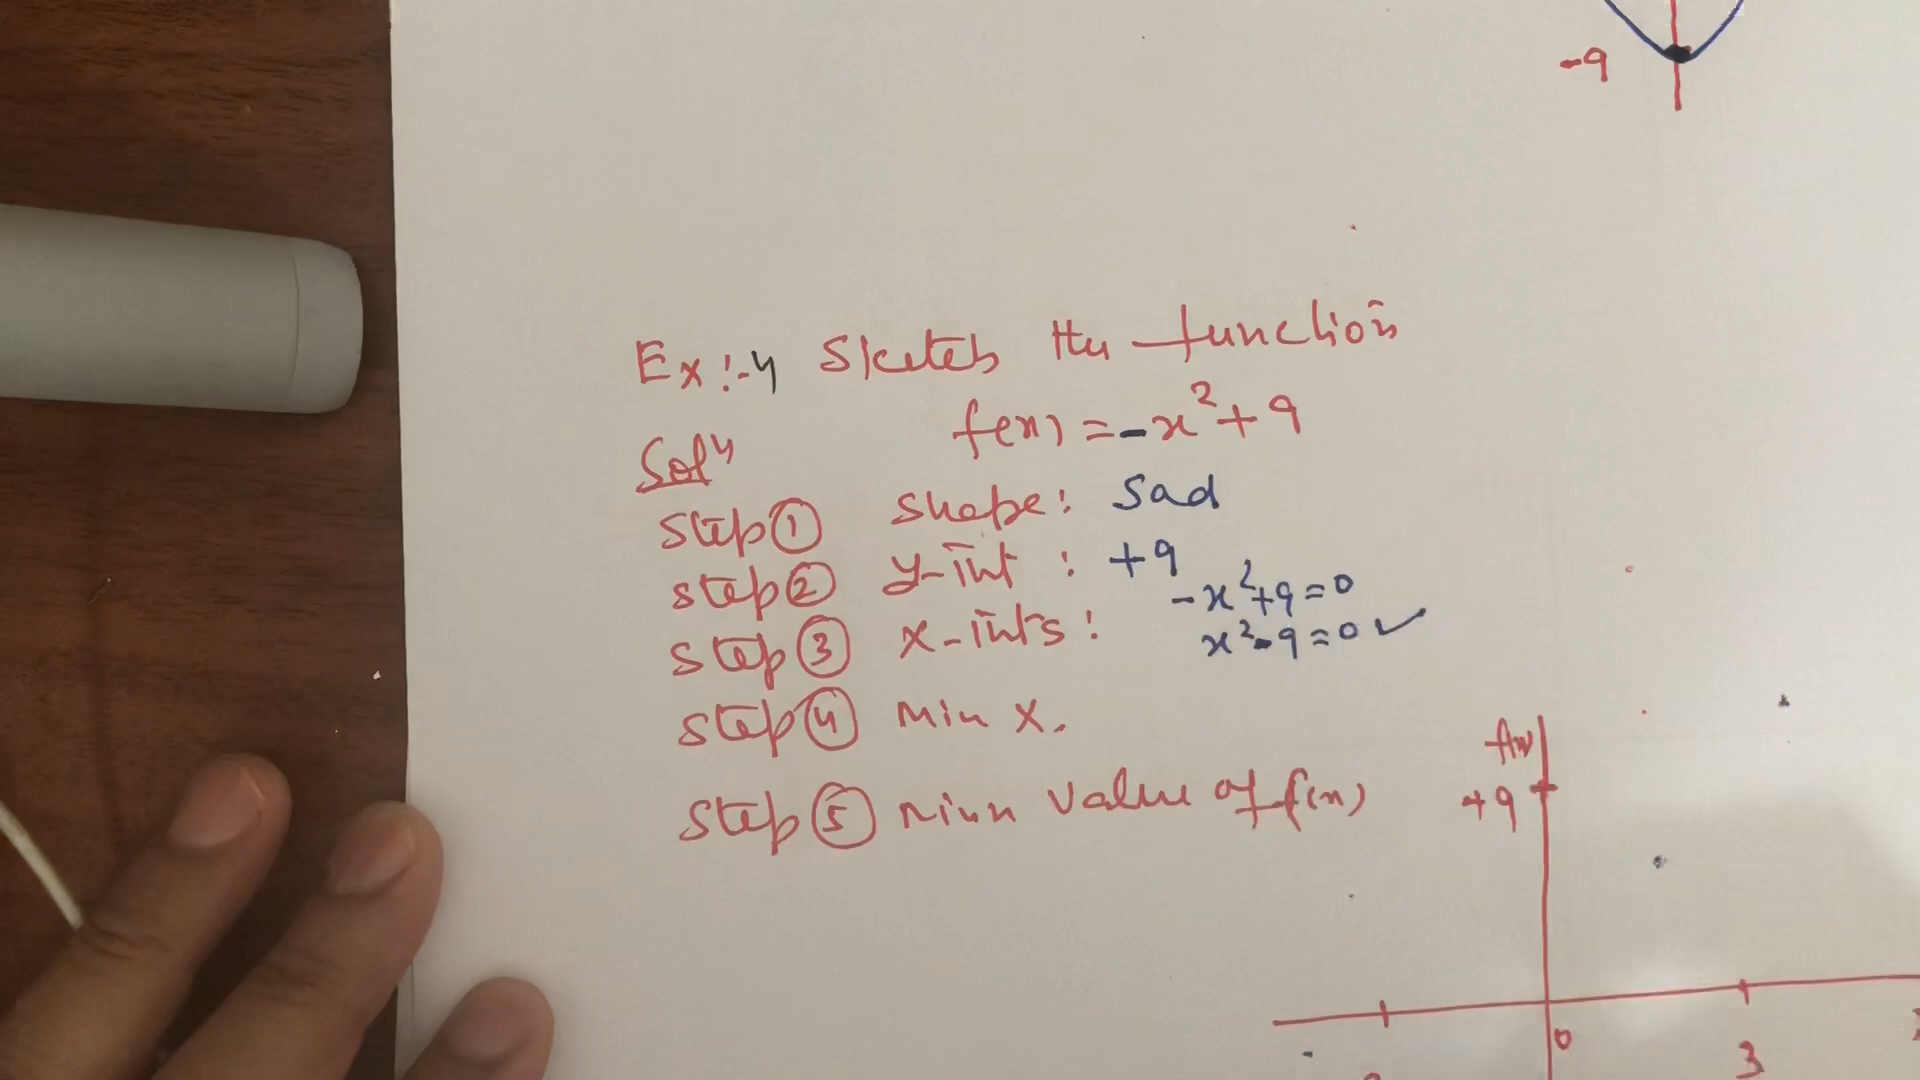 -9
Ex:-4 Sketch the function
f(x) = -x²+9
Solⁿ
Step ① Shape: Sad
Step ② y-int : +9
Step ③ x-ints: -x²+9=0
x²-9=0 ✓
Step ④ Min x.
Step ⑤ Minn Value of f(x)
f(x)
+9
0
3